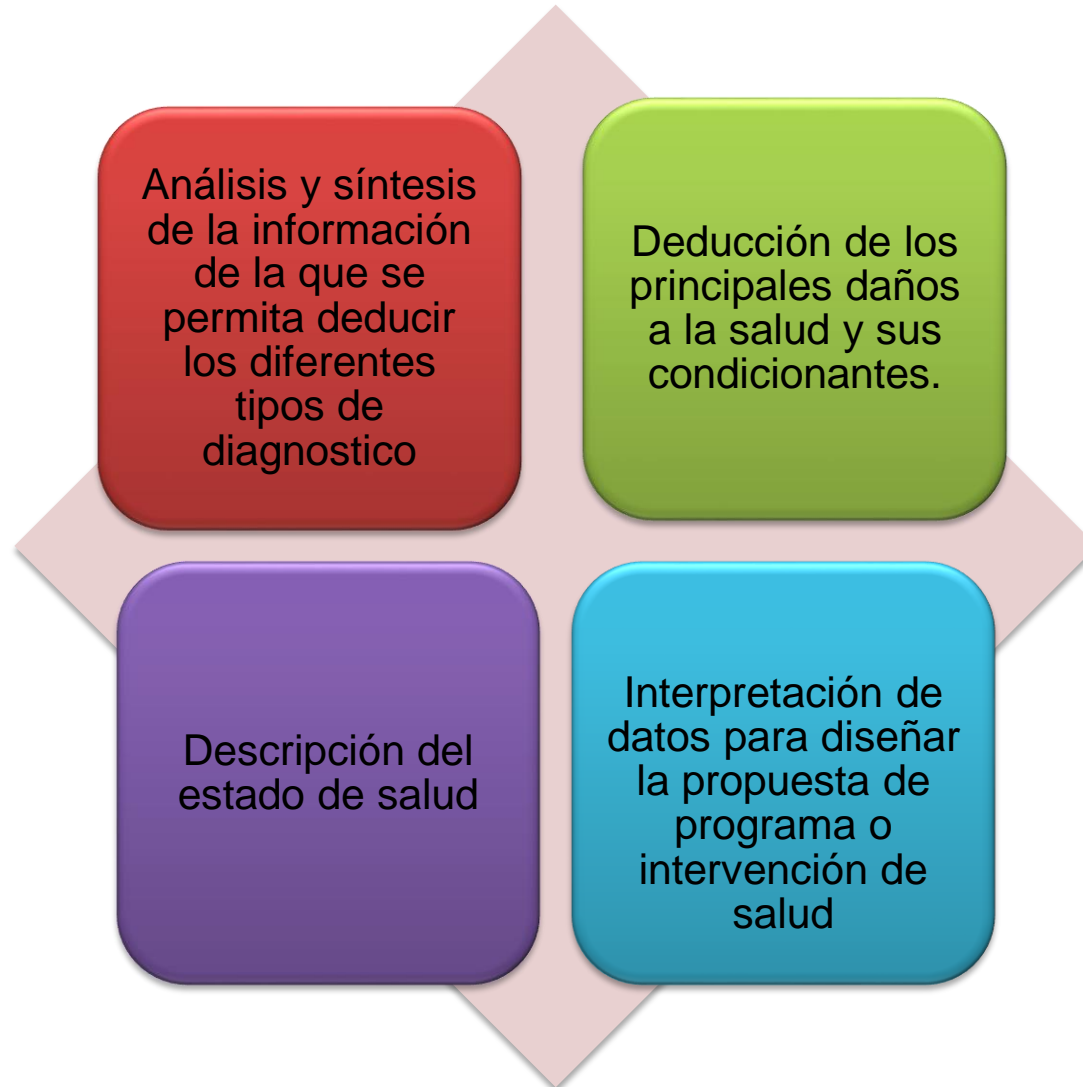 Análisis y síntesis
de la información
de la que se
permita deducir
los diferentes
tipos de
diagnostico
Deducción de los
principales daños
a la salud y sus
condicionantes.
Descripción del
estado de salud
Interpretación de
datos para diseñar
la propuesta de
programa o
intervención de
salud